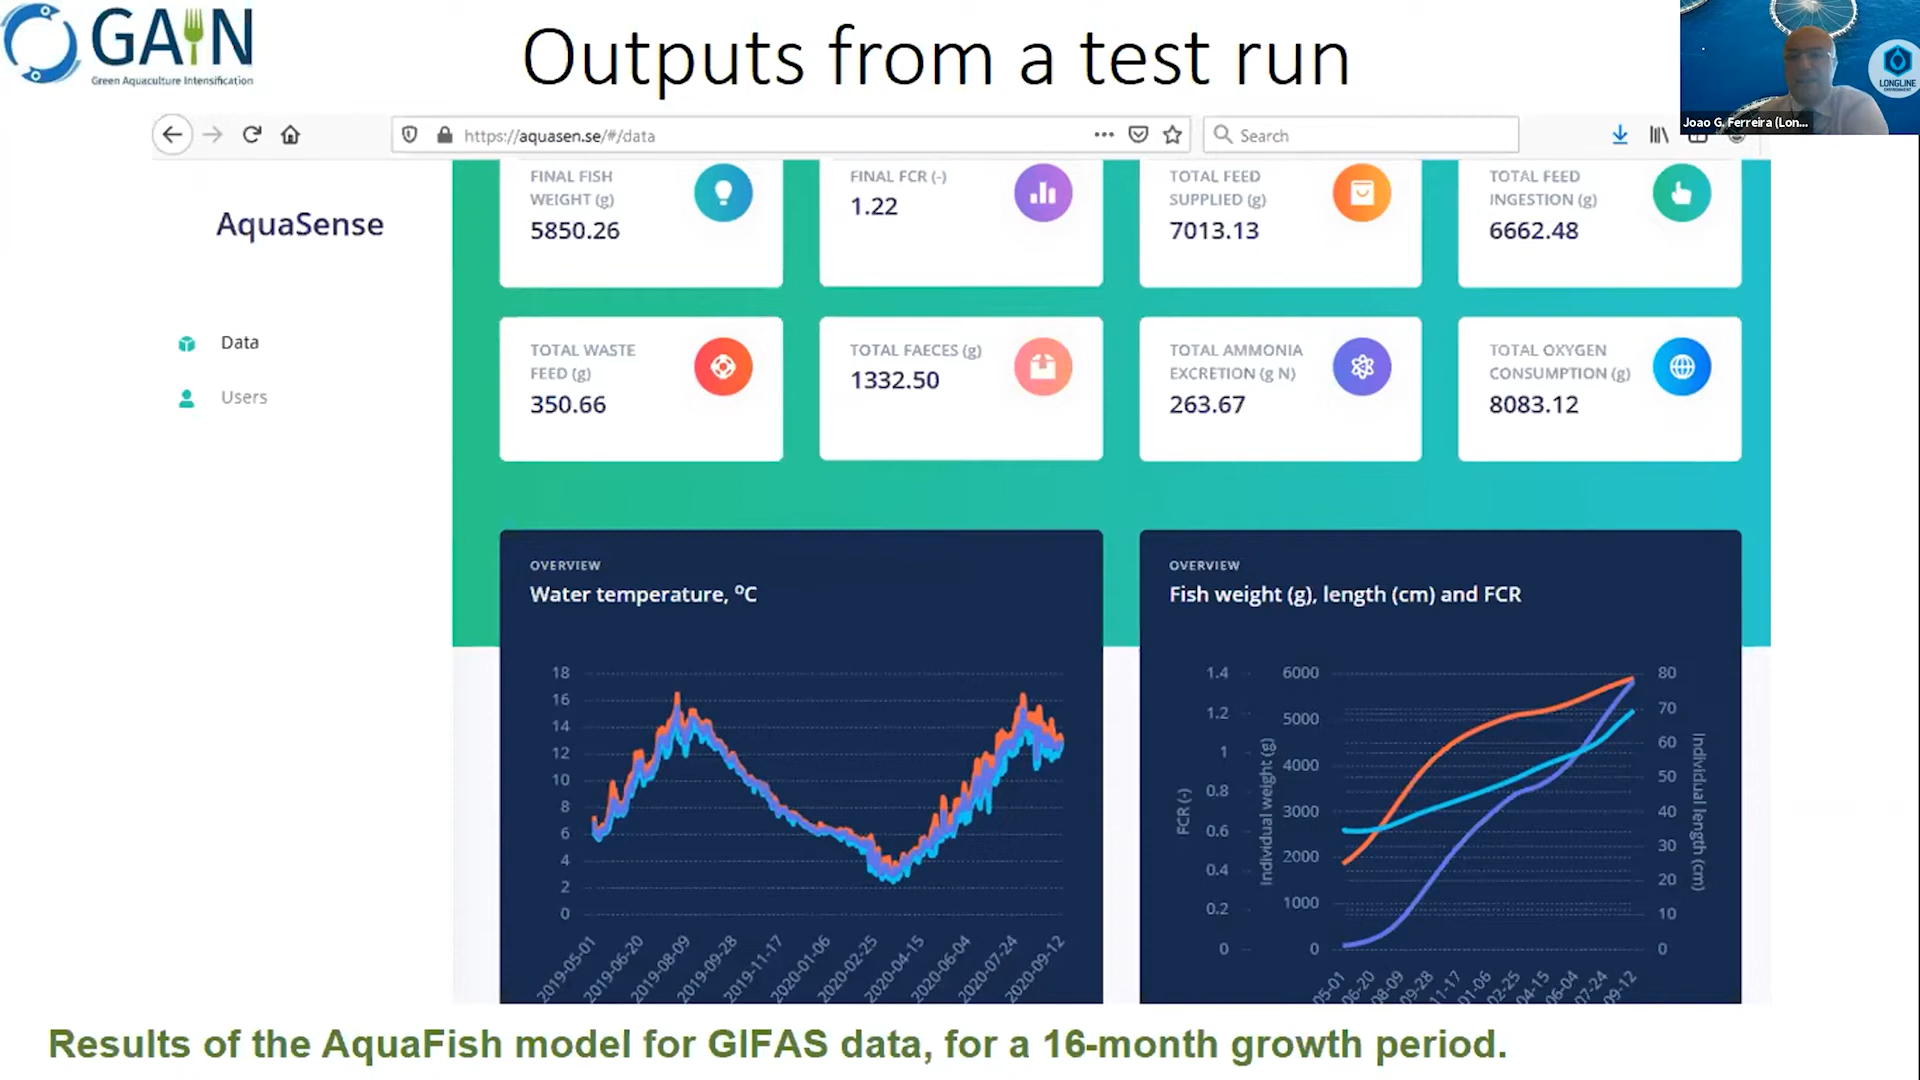 GAIN
Green Aquaculture Intensification
Outputs from a test run
LONGLINE
ENVIRONMENT
Joao G. Ferreira (Lon...
https://aquasen.se/#/data
Search
AquaSense
Data
Users
FINAL FISH
WEIGHT (g)
5850.26
FINAL FCR (-)
1.22
TOTAL FEED
SUPPLIED (g)
7013.13
TOTAL FEED
INGESTION (g)
6662.48
TOTAL WASTE
FEED (g)
350.66
TOTAL FAECES (g)
1332.50
TOTAL AMMONIA
EXCRETION (g N)
263.67
TOTAL OXYGEN
CONSUMPTION (g)
8083.12
OVERVIEW
Water temperature, ºC
18
16
14
12
10
8
6
4
2
0
2019-05-01
2019-06-20
2019-08-09
2019-09-28
2019-11-17
2020-01-06
2020-02-25
2020-04-15
2020-06-04
2020-07-24
2020-09-12
OVERVIEW
Fish weight (g), length (cm) and FCR
FCR (-)
1.4
1.2
1
0.8
0.6
0.4
0.2
0
Individual weight (g)
6000
5000
4000
3000
2000
1000
0
80
70
60
50
40
30
20
10
0
Individual length (cm)
05-01
06-20
08-09
09-28
11-17
01-06
02-25
04-15
06-04
07-24
09-12
Results of the AquaFish model for GIFAS data, for a 16-month growth period.